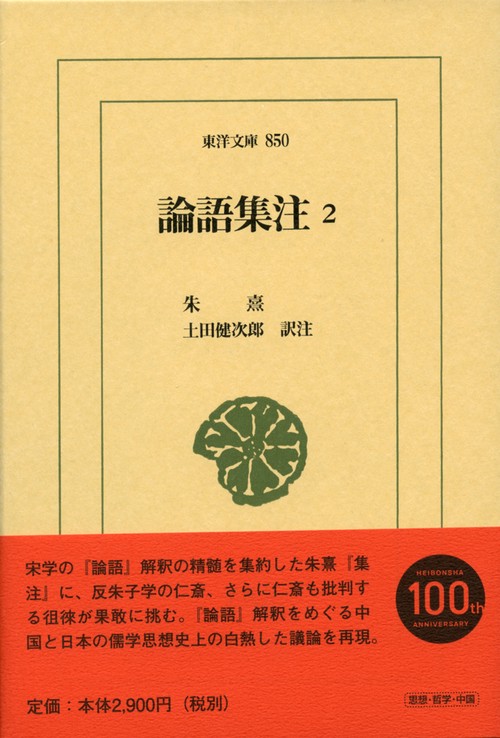 東洋文庫 850
論語集注 2
朱 熹
土田健次郎 訳注
宋学の『論語』解釈の精髄を集約した朱熹『集
注』に、反朱子学の仁斎、さらに仁斎も批判す
る徂徠が果敢に挑む。『論語』解釈をめぐる中
国と日本の儒学思想史上の白熱した議論を再現。
HEIBONSHA
100th
ANNIVERSARY
定価：本体2,900円（税別）
思想・哲学・中国